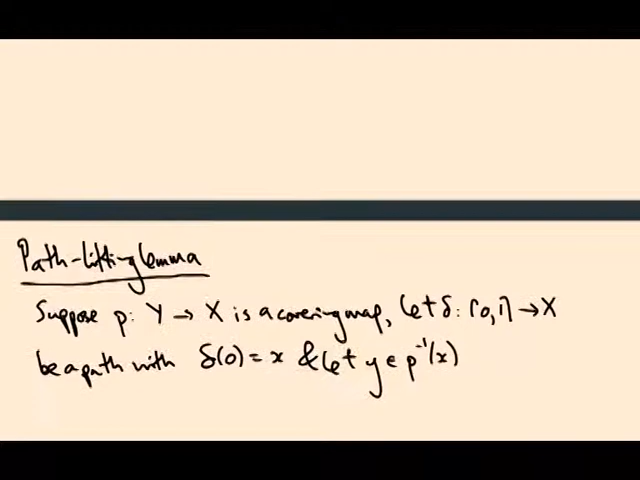 Path-lifting lemma
Suppose p: Y → X is a covering map, let δ: [0,1] → X
be a path with δ(0) = x & let y ∈ p⁻¹(x)